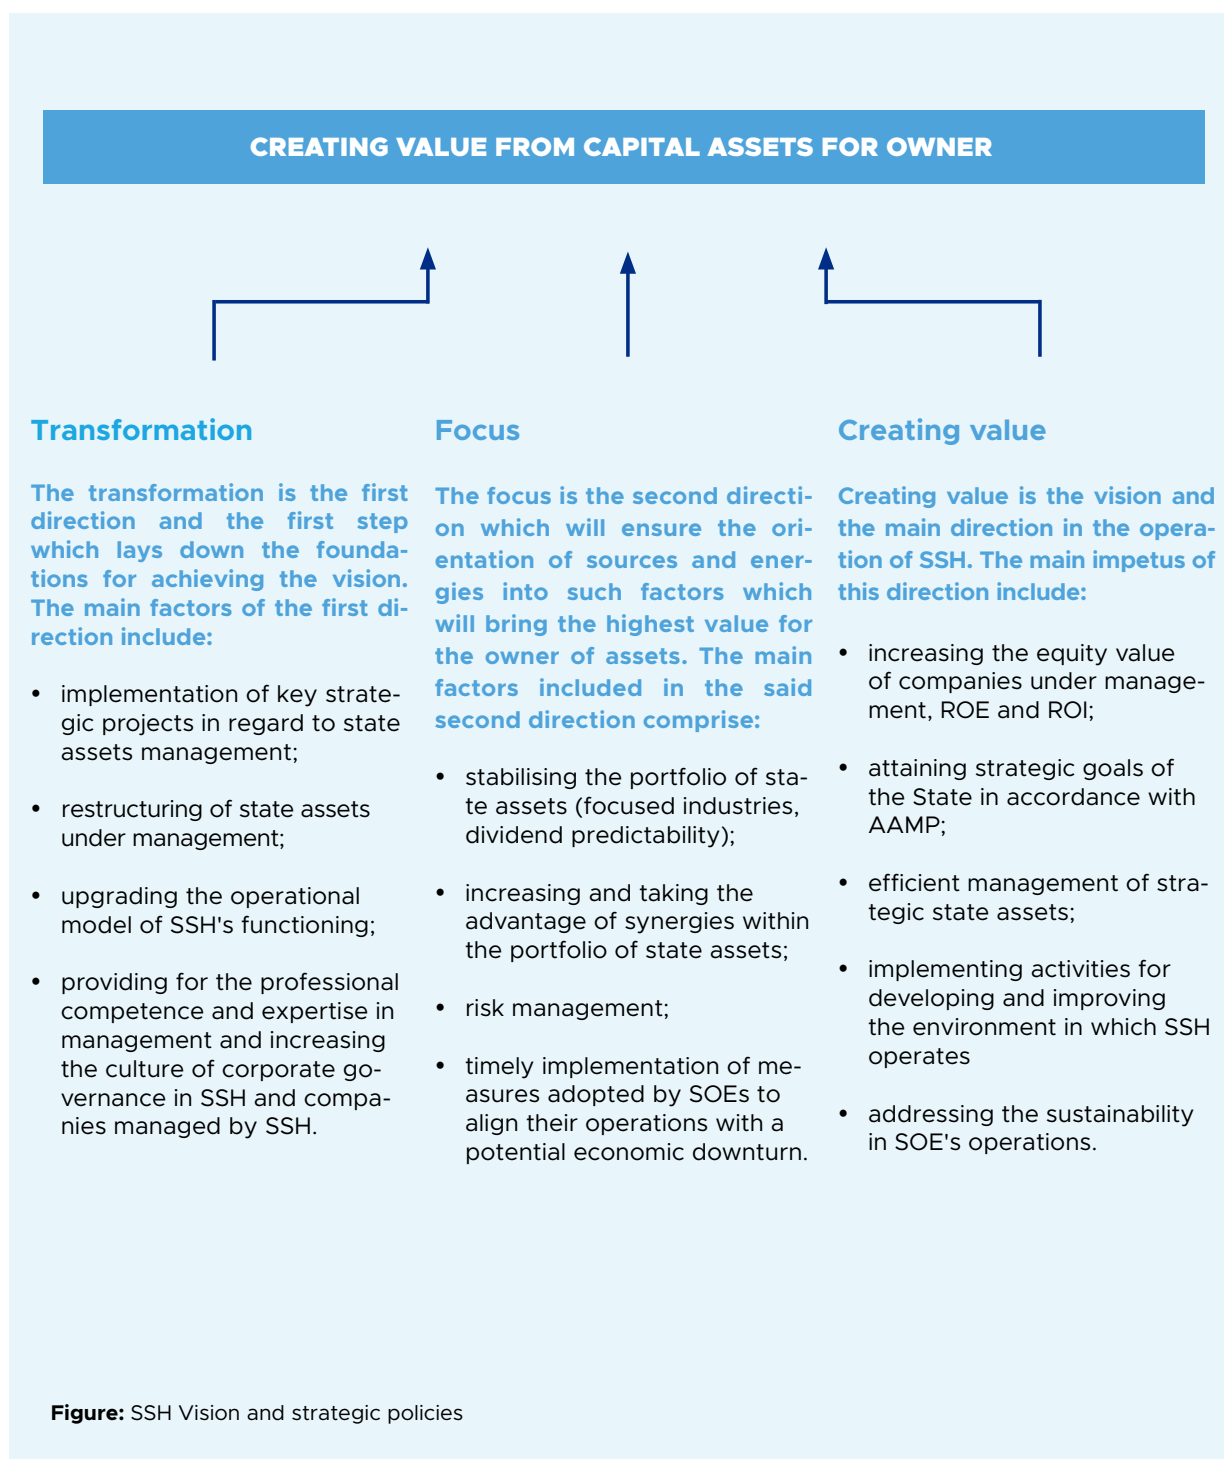 CREATING VALUE FROM CAPITAL ASSETS FOR OWNER
Transformation
The transformation is the first
direction and the first step
which lays down the founda-
tions for achieving the vision.
The main factors of the first di-
rection include:
• implementation of key strate-
gic projects in regard to state
assets management;
• restructuring of state assets
under management;
• upgrading the operational
model of SSH's functioning;
• providing for the professional
competence and expertise in
management and increasing
the culture of corporate go-
vernance in SSH and compa-
nies managed by SSH.
Focus
The focus is the second directi-
on which will ensure the ori-
entation of sources and ener-
gies into such factors which
will bring the highest value for
the owner of assets. The main
factors included in the said
second direction comprise:
• stabilising the portfolio of sta-
te assets (focused industries,
dividend predictability);
• increasing and taking the
advantage of synergies within
the portfolio of state assets;
• risk management;
• timely implementation of me-
asures adopted by SOEs to
align their operations with a
potential economic downturn.
Creating value
Creating value is the vision and
the main direction in the opera-
tion of SSH. The main impetus of
this direction include:
• increasing the equity value
of companies under manage-
ment, ROE and ROI;
• attaining strategic goals of
the State in accordance with
AAMP;
• efficient management of stra-
tegic state assets;
• implementing activities for
developing and improving
the environment in which SSH
operates
• addressing the sustainability
in SOE's operations.
Figure: SSH Vision and strategic policies